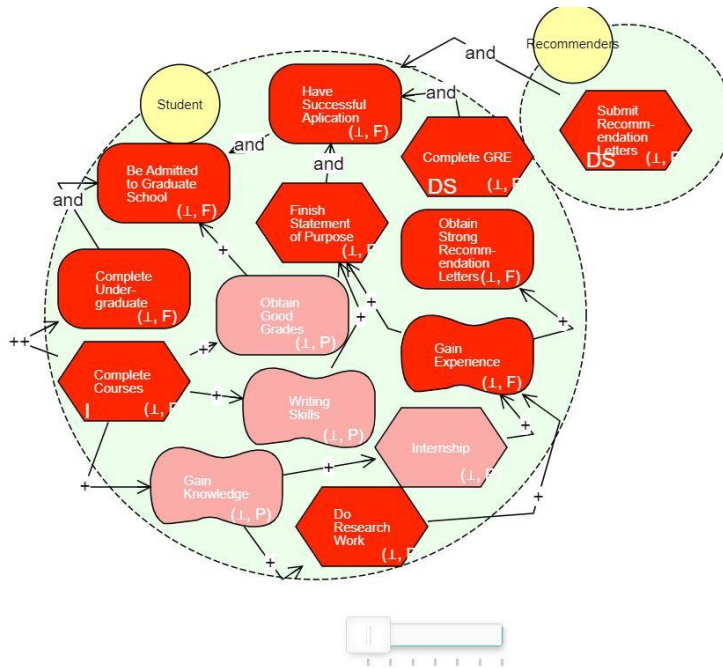 Student
Recommenders
Have
Successful
Aplication
(⊥, F)
and
and
Submit
Recomm-
endation
Letters
DS
(⊥, F)
Be Admitted
to Graduate
School
(⊥, F)
and
and
Complete GRE
DS
(⊥, F)
and
Finish
Statement
of Purpose
(⊥, F
Obtain
Strong
Recomm-
endation
Letters
(⊥, F)
+
Complete
Under-
graduate
(⊥, F)
Obtain
Good
Grades
(⊥, P)
+
+
+
++
+
Gain
Experience
(⊥, F)
Complete
Courses
I
(⊥, F
+
Writing
Skills
(⊥, P)
+
Internship
(⊥, P)
+
+
Gain
Knowledge
(⊥, P)
+
Do
Research
Work
(⊥, F
+